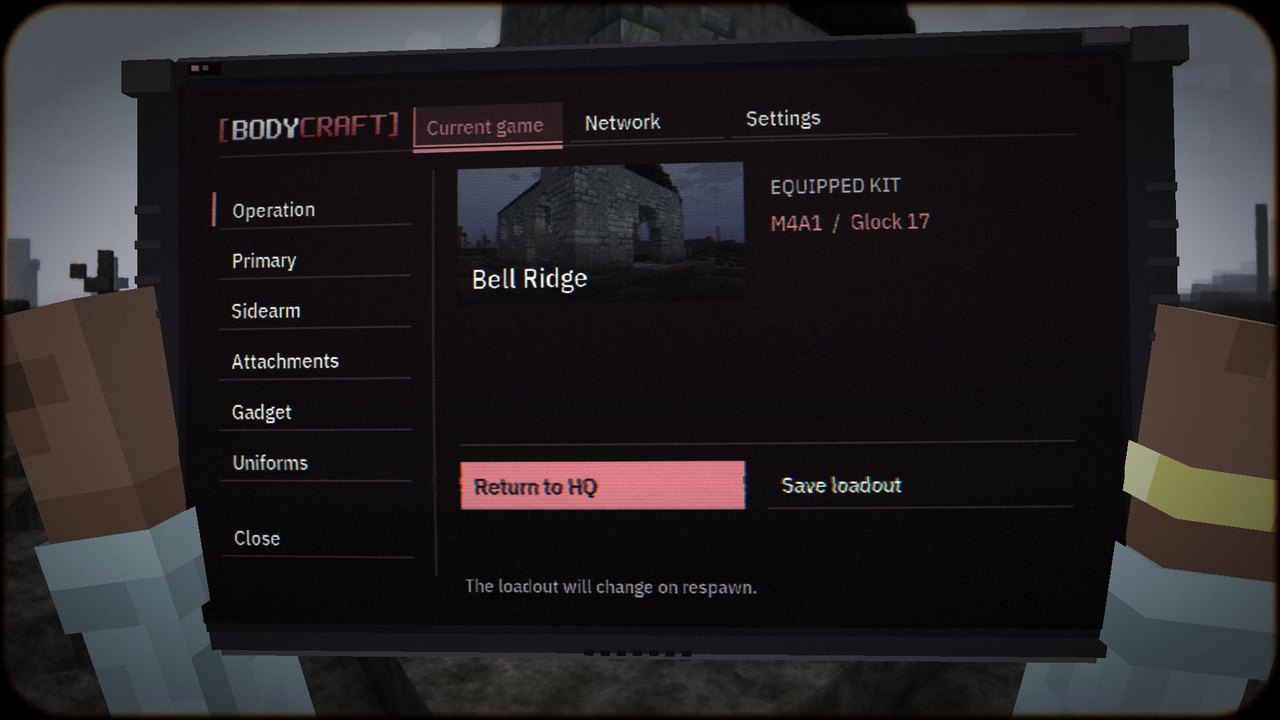 [BODYCRAFT]
Current game
Network
Settings
Operation
Primary
Sidearm
Attachments
Gadget
Uniforms
Close
Bell Ridge
EQUIPPED KIT
M4A1 / Glock 17
Return to HQ
Save loadout
The loadout will change on respawn.